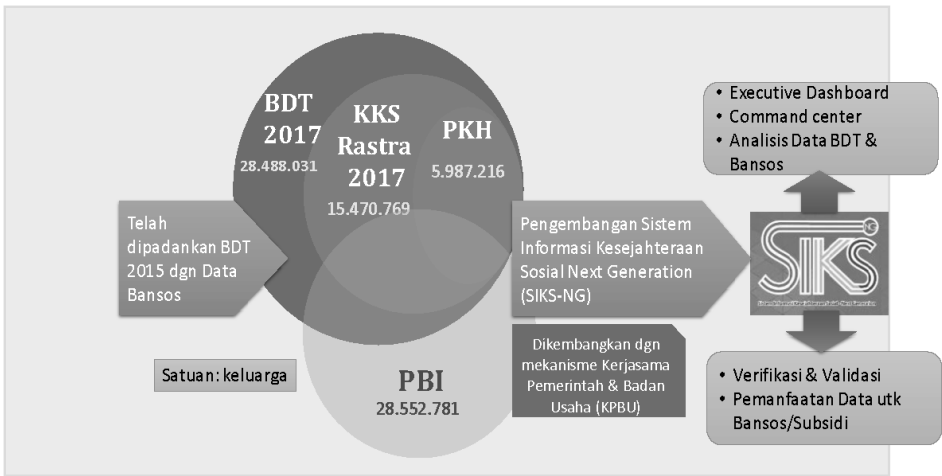 BDT
2017
28.488.031
KKS
Rastra
2017
15.470.769
PKH
5.987.216
Telah
dipadankan BDT
2015 dgn Data
Bansos
Satuan: keluarga
PBI
28.552.781
Pengembangan Sistem
Informasi Kesejahteraan
Sosial Next Generation
(SIKS-NG)
Dikembangkan dgn
mekanisme Kerjasama
Pemerintah & Badan
Usaha (KPBU)
• Executive Dashboard
• Command center
• Analisis Data BDT &
Bansos
SIKS
NG
• Verifikasi & Validasi
• Pemanfaatan Data utk
Bansos/Subsidi